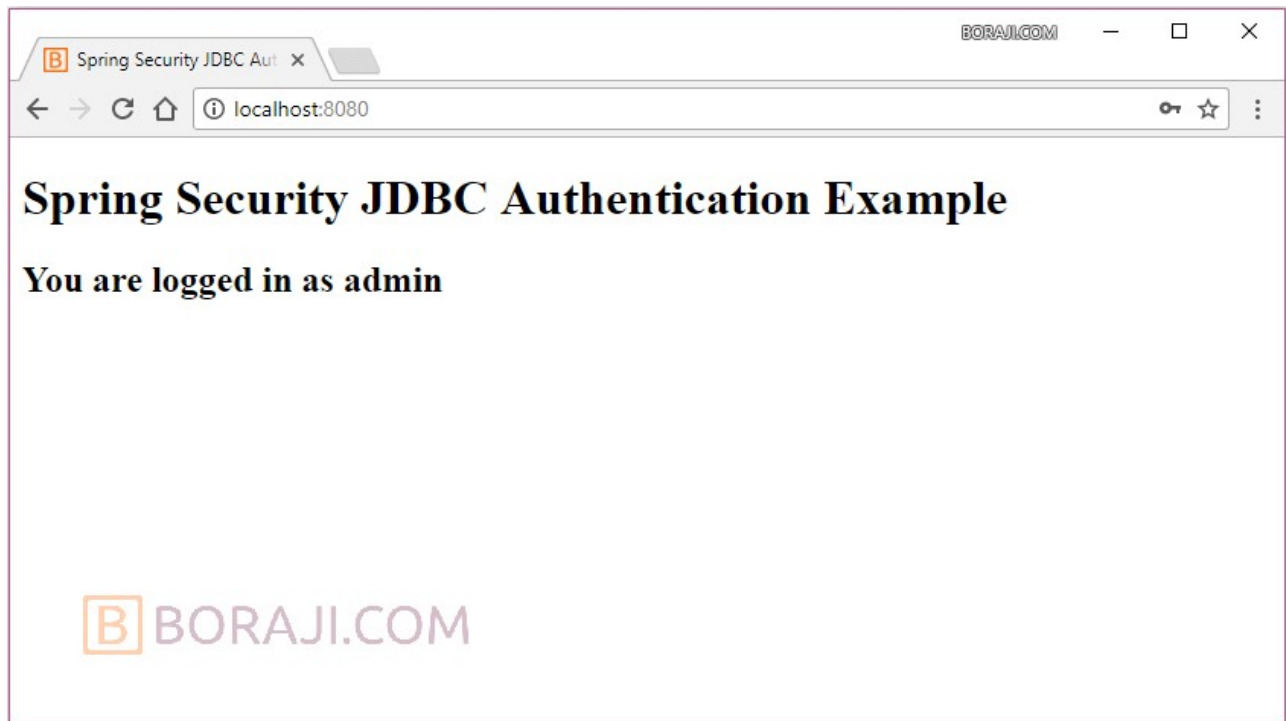 BORAJI.COM
B Spring Security JDBC Aut
localhost:8080
Spring Security JDBC Authentication Example
You are logged in as admin
B BORAJI.COM